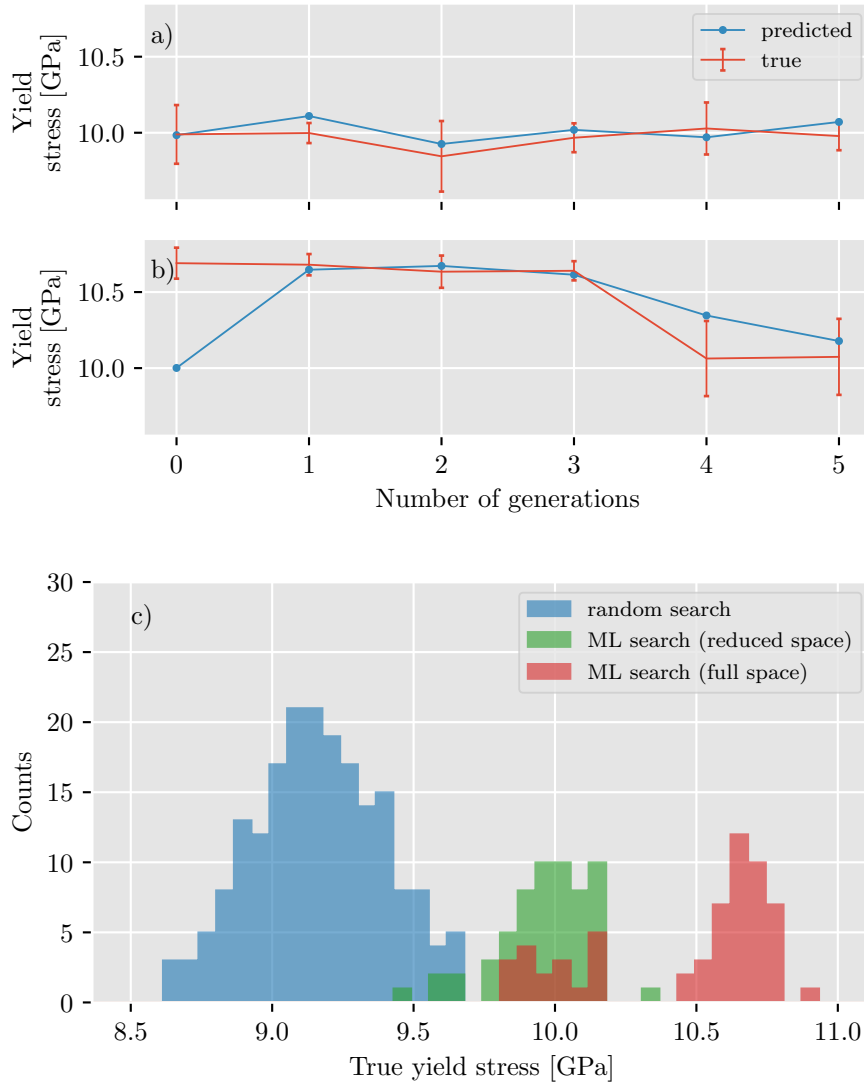 a)
predicted
true
10.5
10.0
Yield
stress [GPa]
b)
10.5
10.0
Yield
stress [GPa]
0 1 2 3 4 5
Number of generations
c)
random search
ML search (reduced space)
ML search (full space)
30
25
20
15
10
5
0
Counts
8.5 9.0 9.5 10.0 10.5 11.0
True yield stress [GPa]